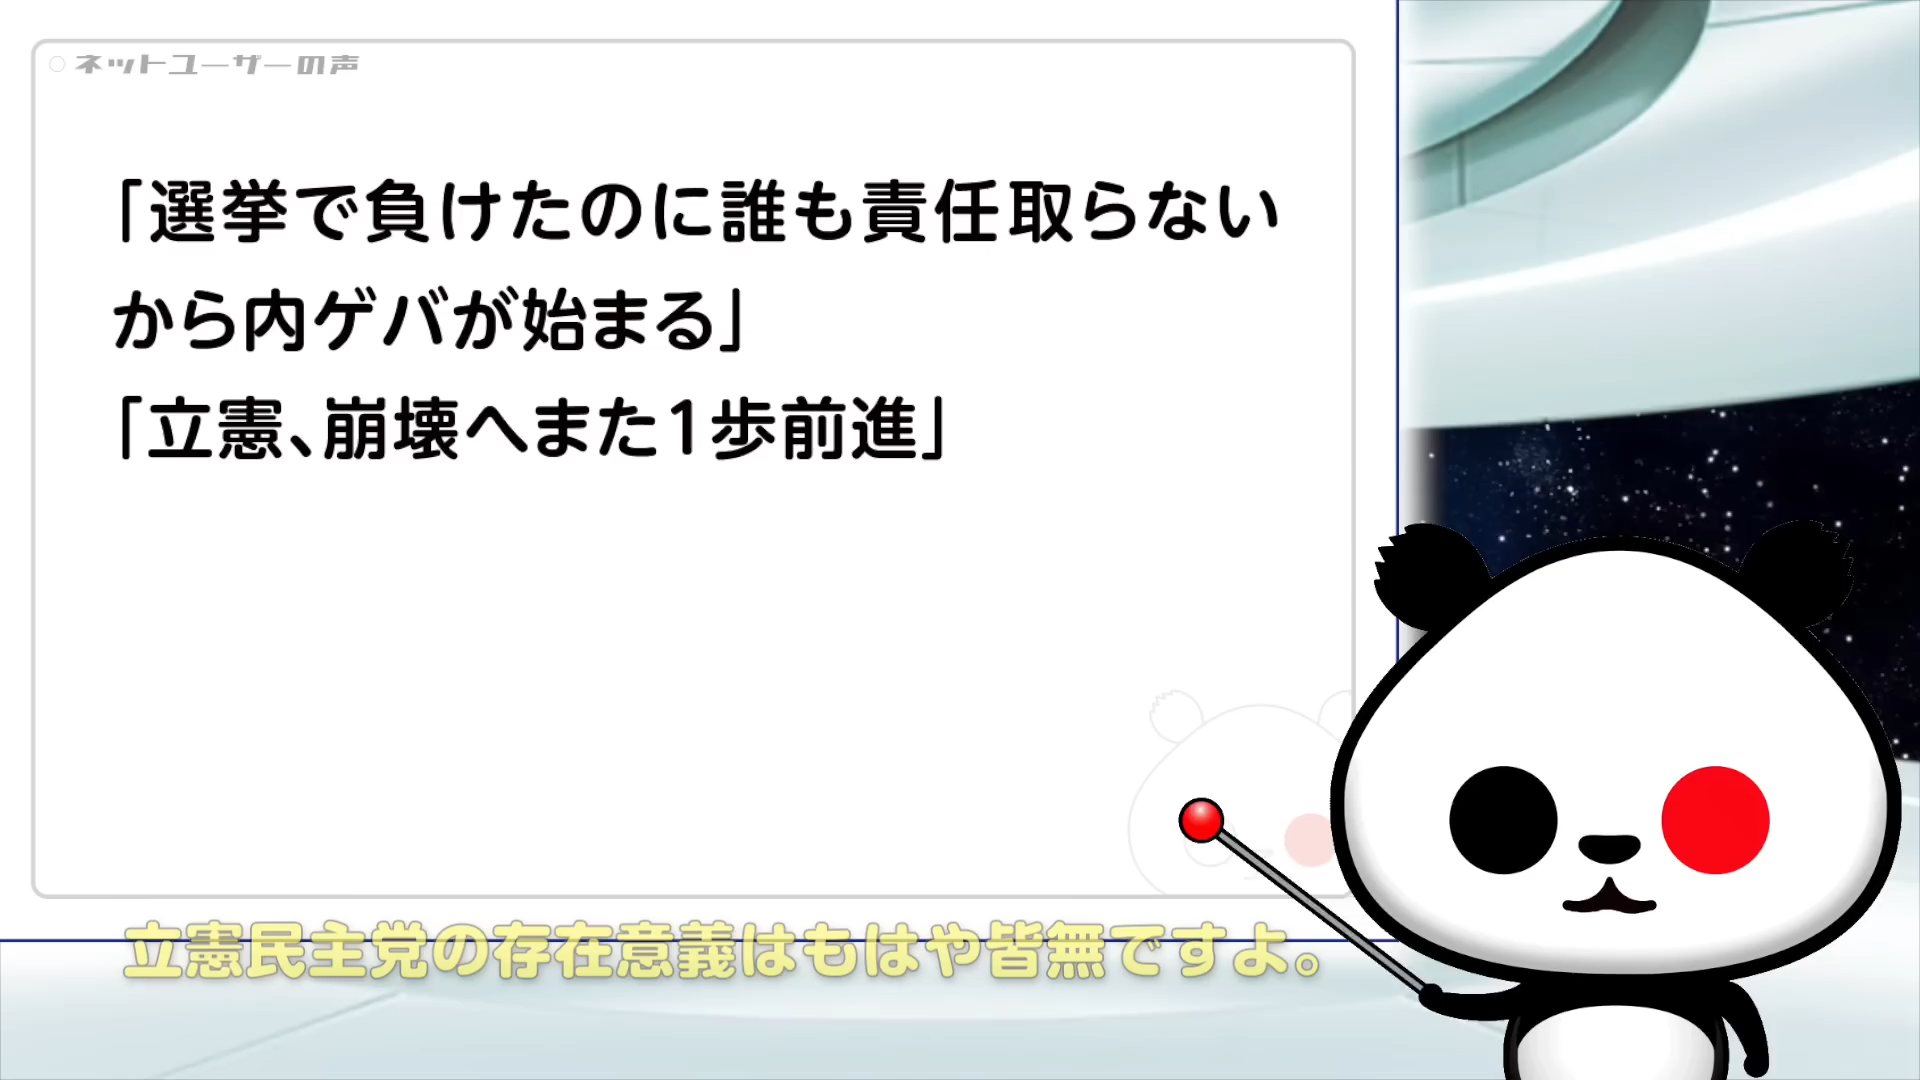 ネットユーザーの声
「選挙で負けたのに誰も責任取らない
から内ゲバが始まる」
「立憲、崩壊へまた1歩前進」
立憲民主党の存在意義はもはや皆無ですよ。